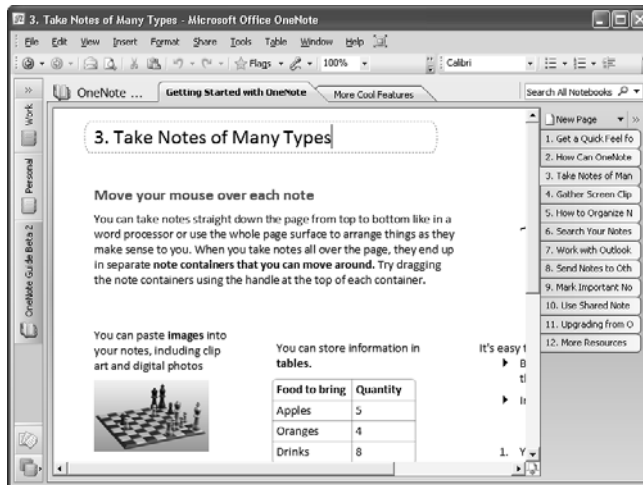 3. Take Notes of Many Types - Microsoft Office OneNote
File Edit View Insert Format Share Tools Table Window Help
Flags 100% Calibri
OneNote ... Getting Started with OneNote More Cool Features Search All Notebooks
Work
Personal
OneNote Guide Beta 2
3. Take Notes of Many Types
Move your mouse over each note
You can take notes straight down the page from top to bottom like in a
word processor or use the whole page surface to arrange things as they
make sense to you. When you take notes all over the page, they end up
in separate note containers that you can move around. Try dragging
the note containers using the handle at the top of each container.
You can paste images into
your notes, including clip
art and digital photos
You can store information in
tables.
Food to bring Quantity
Apples 5
Oranges 4
Drinks 8
It's easy t
B
th
In
1. Y
New Page
1. Get a Quick Feel fo
2. How Can OneNote
3. Take Notes of Man
4. Gather Screen Clip
5. How to Organize N
6. Search Your Notes
7. Work with Outlook
8. Send Notes to Oth
9. Mark Important No
10. Use Shared Note
11. Upgrading from O
12. More Resources